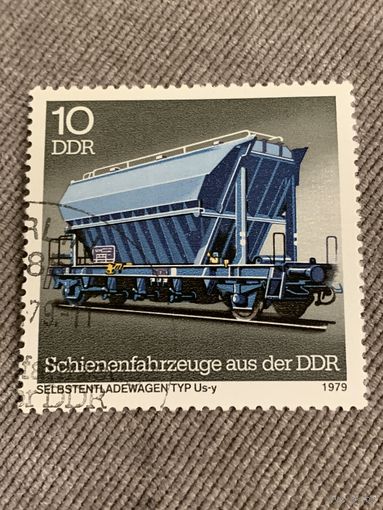 10
DDR
Schienenfahrzeuge aus der DDR
SELBSTENTLADEWAGEN TYP Us-y 1979